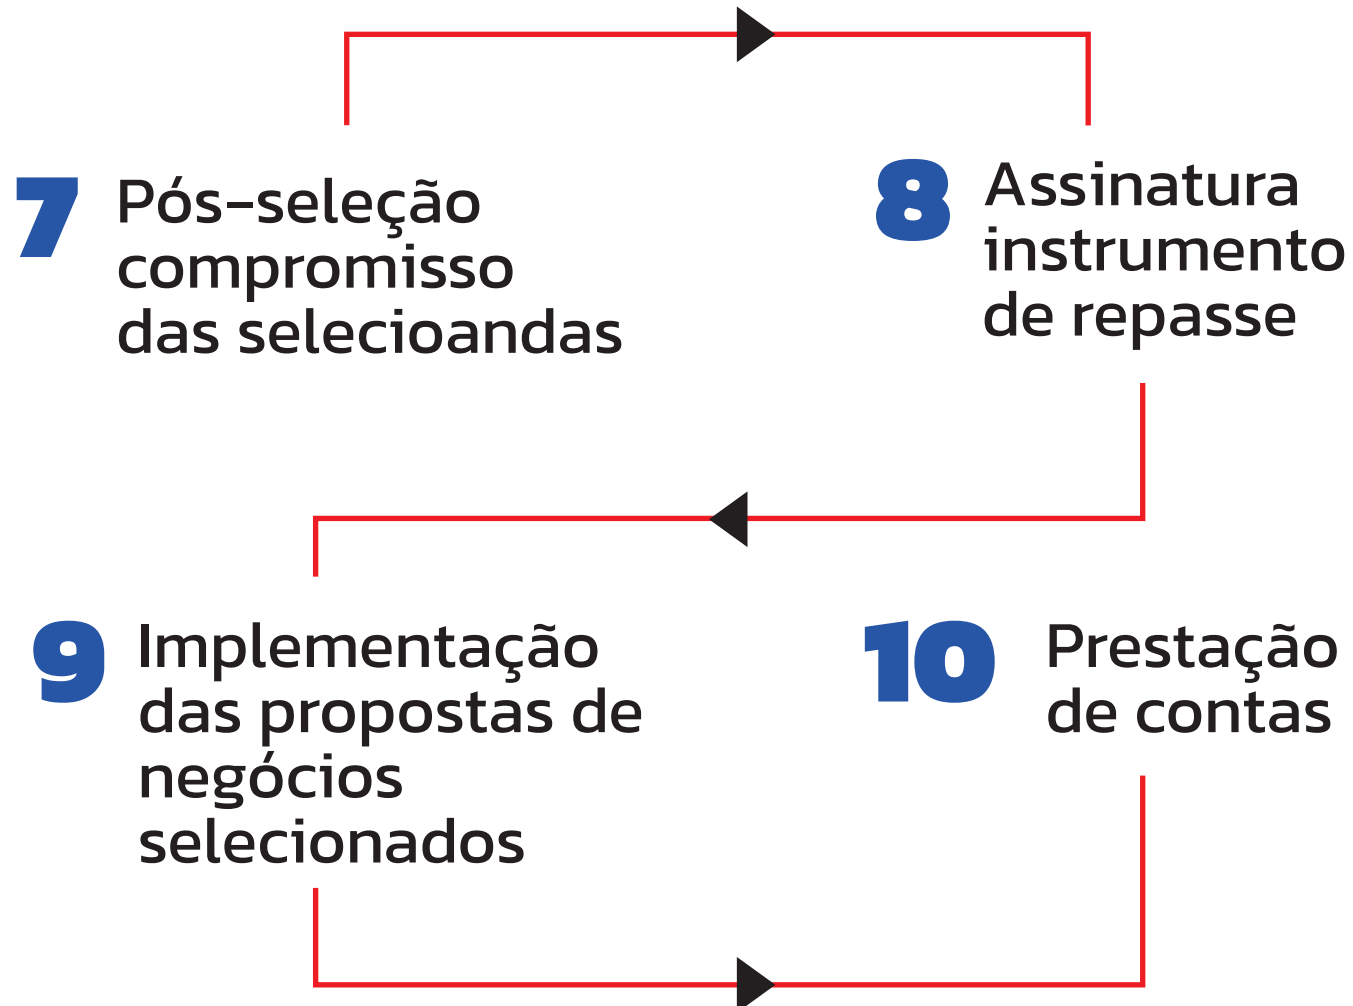 7 Pós-seleção
compromisso
das selecioandas
8 Assinatura
instrumento
de repasse
9 Implementação
das propostas de
negócios
selecionados
10 Prestação
de contas